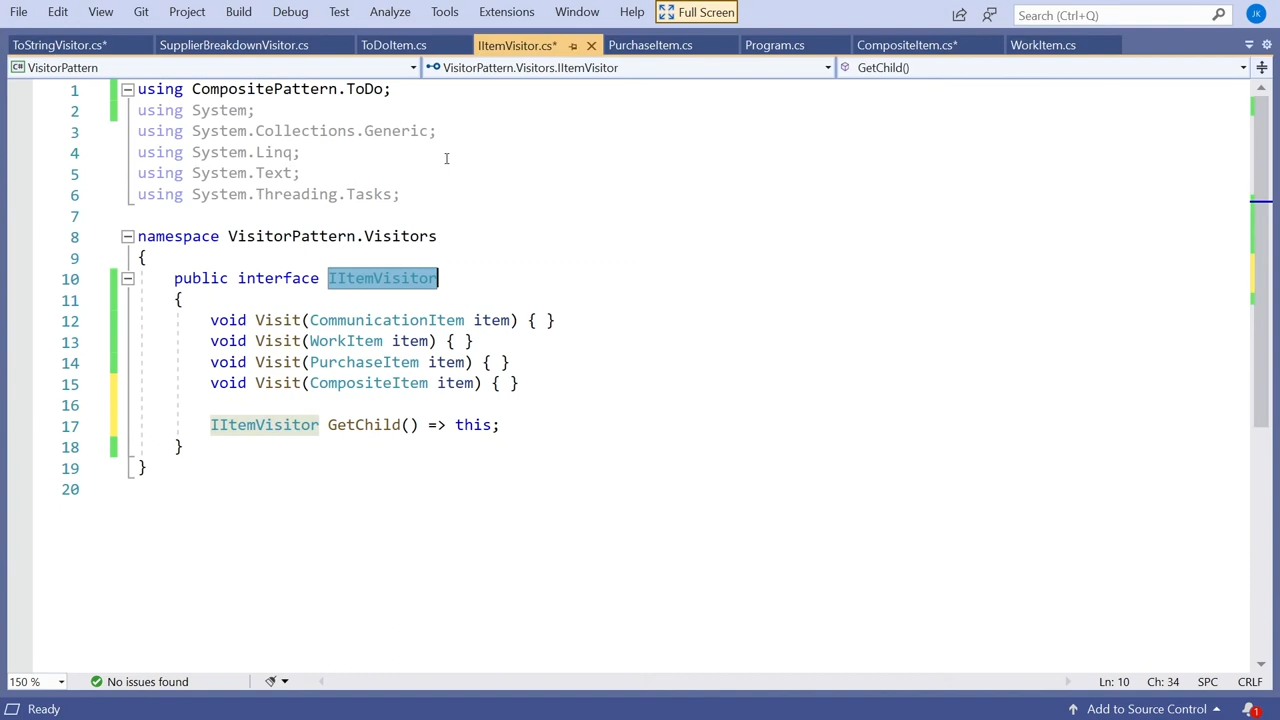 File Edit View Git Project Build Debug Test Analyze Tools Extensions Window Help Full Screen Search (Ctrl+Q) JK
ToStringVisitor.cs* SupplierBreakdownVisitor.cs ToDoItem.cs IItemVisitor.cs* PurchaseItem.cs Program.cs CompositeItem.cs* WorkItem.cs
C# VisitorPattern VisitorPattern.Visitors.IItemVisitor GetChild()
1 using CompositePattern.ToDo;
2 using System;
3 using System.Collections.Generic;
4 using System.Linq;
5 using System.Text;
6 using System.Threading.Tasks;
7
8 namespace VisitorPattern.Visitors
9 {
10 public interface IItemVisitor
11 {
12 void Visit(CommunicationItem item) { }
13 void Visit(WorkItem item) { }
14 void Visit(PurchaseItem item) { }
15 void Visit(CompositeItem item) { }
16
17 IItemVisitor GetChild() => this;
18 }
19 }
20
150 % No issues found Ln: 10 Ch: 34 SPC CRLF
Ready Add to Source Control 1